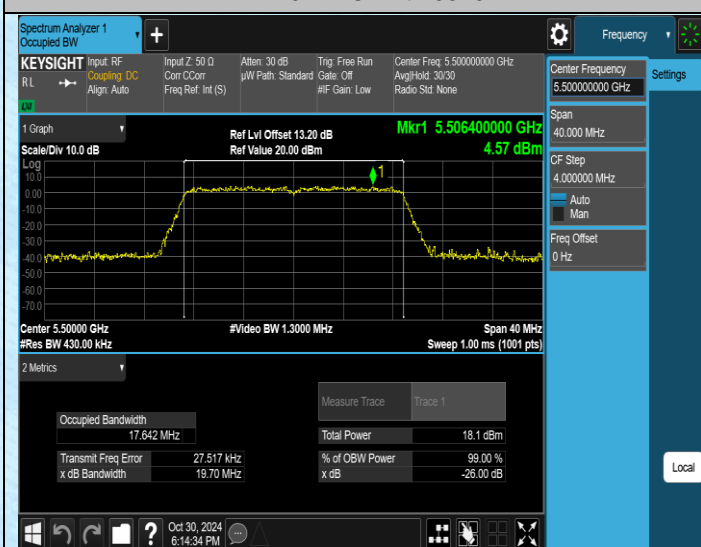 Spectrum Analyzer 1
Occupied BW
Frequency
KEYSIGHT
RL
LXI
Input: RF
Coupling: DC
Align: Auto
Input Z: 50 Ω
Corr CCorr
Freq Ref: Int (S)
Atten: 30 dB
µW Path: Standard
Trig: Free Run
Gate: Off
#IF Gain: Low
Center Freq: 5.500000000 GHz
Avg|Hold: 30/30
Radio Std: None
Center Frequency
5.500000000 GHz
Settings
Span
40.000 MHz
CF Step
4.000000 MHz
Auto
Man
Freq Offset
0 Hz
1 Graph
Scale/Div 10.0 dB
Ref Lvl Offset 13.20 dB
Ref Value 20.00 dBm
Mkr1 5.506400000 GHz
4.57 dBm
Log
10.0
0.00
-10.0
-20.0
-30.0
-40.0
-50.0
-60.0
-70.0
1
Center 5.50000 GHz
#Video BW 1.3000 MHz
Span 40 MHz
#Res BW 430.00 kHz
Sweep 1.00 ms (1001 pts)
2 Metrics
Measure Trace Trace 1
Occupied Bandwidth
17.642 MHz
Total Power 18.1 dBm
Transmit Freq Error 27.517 kHz
% of OBW Power 99.00 %
x dB Bandwidth 19.70 MHz
x dB -26.00 dB
Local
Oct 30, 2024
6:14:34 PM